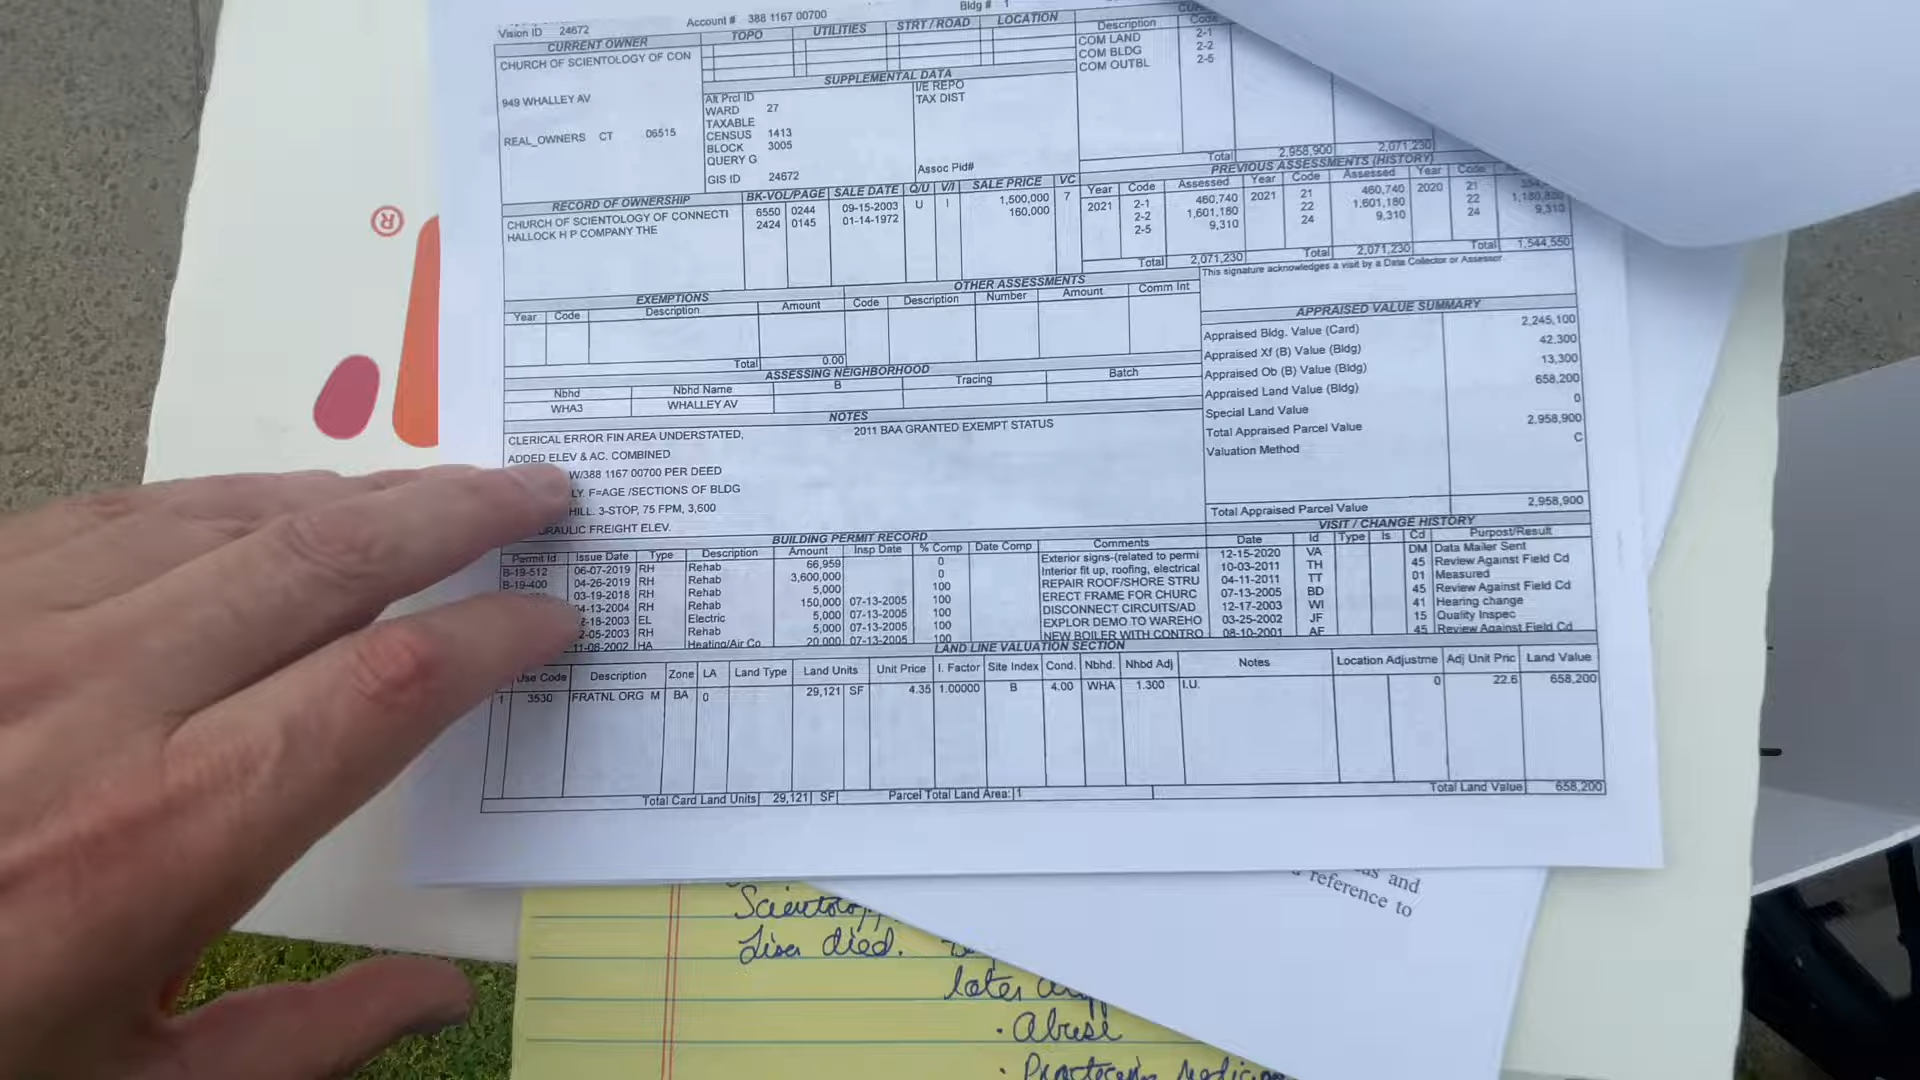 Vision ID 24672 Account # 388 1167 00700 Bldg # 1
CURRENT OWNER TOPO UTILITIES STRT / ROAD LOCATION
CHURCH OF SCIENTOLOGY OF CON
949 WHALLEY AV
REAL_OWNERS CT 06515
SUPPLEMENTAL DATA
Alt Prcl ID I/E REPO
WARD 27 TAX DIST
TAXABLE
CENSUS 1413
BLOCK 3005
QUERY G
GIS ID 24672 Assoc Pid#
Description Code
COM LAND 2-1
COM BLDG 2-2
COM OUTBL 2-5
Total 2,958,900 2,071,230
RECORD OF OWNERSHIP BK-VOL/PAGE SALE DATE Q/U V/I SALE PRICE VC
CHURCH OF SCIENTOLOGY OF CONNECTI 6550 0244 09-15-2003 U I 1,500,000 7
HALLOCK H P COMPANY THE 2424 0145 01-14-1972 160,000
PREVIOUS ASSESSMENTS (HISTORY)
Year Code Assessed Year Code Assessed Year Code
2021 2-1 460,740 2021 21 460,740 2020 21
2-2 1,601,180 22 1,601,180 22
2-5 9,310 24 9,310 24 9,310
Total 2,071,230 Total 2,071,230 Total 1,544,550
EXEMPTIONS OTHER ASSESSMENTS
Year Code Description Amount Code Description Number Amount Comm Int
Total 0.00
This signature acknowledges a visit by a Data Collector or Assessor
ASSESSING NEIGHBORHOOD
Nbhd Nbhd Name B Tracing Batch
WHA3 WHALLEY AV
APPRAISED VALUE SUMMARY
Appraised Bldg. Value (Card) 2,245,100
Appraised Xf (B) Value (Bldg) 42,300
Appraised Ob (B) Value (Bldg) 13,300
Appraised Land Value (Bldg) 658,200
Special Land Value 0
Total Appraised Parcel Value 2,958,900
Valuation Method C
Total Appraised Parcel Value 2,958,900
NOTES
CLERICAL ERROR FIN AREA UNDERSTATED, 2011 BAA GRANTED EXEMPT STATUS
ADDED ELEV & AC. COMBINED
W/388 1167 00700 PER DEED
LY. F=AGE /SECTIONS OF BLDG
HILL. 3-STOP, 75 FPM, 3,600
RAULIC FREIGHT ELEV.
BUILDING PERMIT RECORD
Permit Id Issue Date Type Description Amount Insp Date % Comp Date Comp Comments
B-19-512 06-07-2019 RH Rehab 66,959 0 Exterior signs-(related to permi
B-19-400 04-26-2019 RH Rehab 3,600,000 0 Interior fit up, roofing, electrical
03-19-2018 RH Rehab 5,000 100 REPAIR ROOF/SHORE STRU
4-13-2004 RH Rehab 150,000 07-13-2005 100 ERECT FRAME FOR CHURC
2-18-2003 EL Electric 5,000 07-13-2005 100 DISCONNECT CIRCUITS/AD
2-05-2003 RH Rehab 5,000 07-13-2005 100 EXPLOR DEMO TO WAREHO
11-06-2002 HA Heating/Air Co 20,000 07-13-2005 100 NEW BOILER WITH CONTRO
VISIT / CHANGE HISTORY
Date Id Type Is Cd Purpost/Result
12-15-2020 VA DM Data Mailer Sent
10-03-2011 TH 45 Review Against Field Cd
04-11-2011 TT 01 Measured
07-13-2005 BD 45 Review Against Field Cd
12-17-2003 WI 41 Hearing change
03-25-2002 JF 15 Quality Inspec
08-10-2001 AF 45 Review Against Field Cd
LAND LINE VALUATION SECTION
Use Code Description Zone LA Land Type Land Units Unit Price I. Factor Site Index Cond. Nbhd. Nhbd Adj Notes Location Adjustme Adj Unit Pric Land Value
1 3530 FRATNL ORG M BA 0 29,121 SF 4.35 1.00000 B 4.00 WHA 1.300 I.U. 0 22.6 658,200
Total Card Land Units 29,121 SF Parcel Total Land Area: 1 Total Land Value 658,200
and
reference to
Lisa died.
later
· Abuse
®